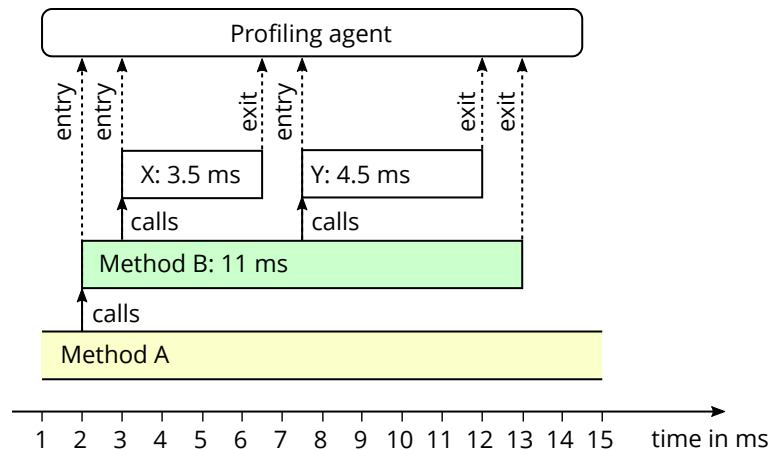 Profiling agent
entry
entry
exit
entry
exit
exit
X: 3.5 ms
Y: 4.5 ms
calls
calls
Method B: 11 ms
calls
Method A
1 2 3 4 5 6 7 8 9 10 11 12 13 14 15 time in ms